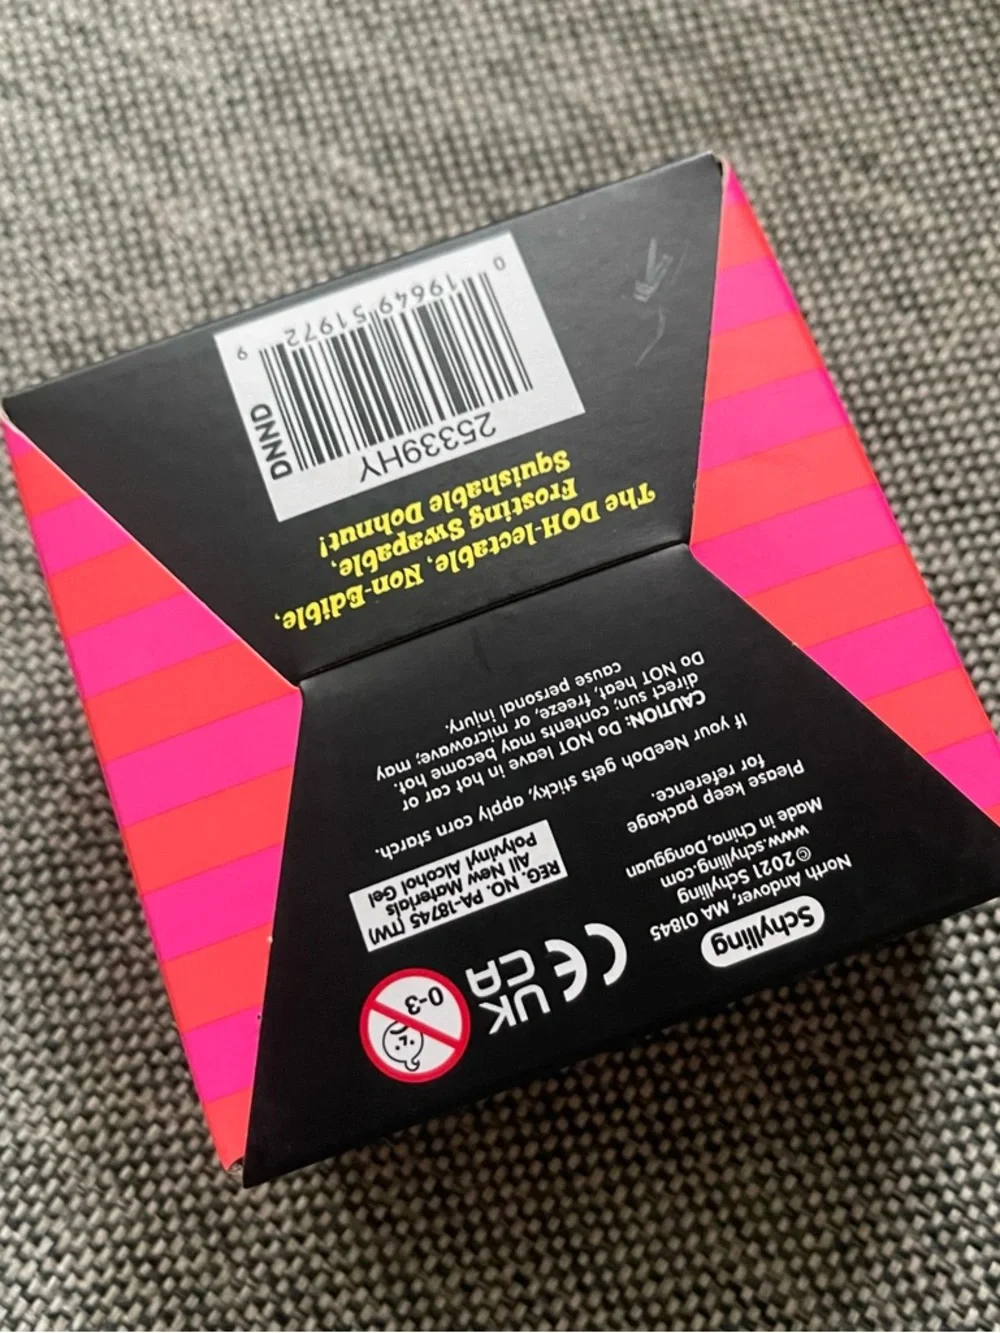 Schylling
North Andover, MA 01845
© 2021 Schylling
www.schylling.com
Made in China, Dongguan
Please keep package
for reference.
UK
CA
CE
0-3
REG. NO. PA-18745 (TW)
All New Materials
Polyvinyl Alcohol Gel
If your NeeDoh gets sticky, apply corn starch.
CAUTION: Do NOT leave in hot car or
direct sun, contents may become hot.
Do NOT heat, freeze, or microwave; may
cause personal injury.
The DOH-lectable, Non-Edible,
Frosting Swapable,
Squishable Dohnut!
25339HY
DNND
0 19649 51972 9